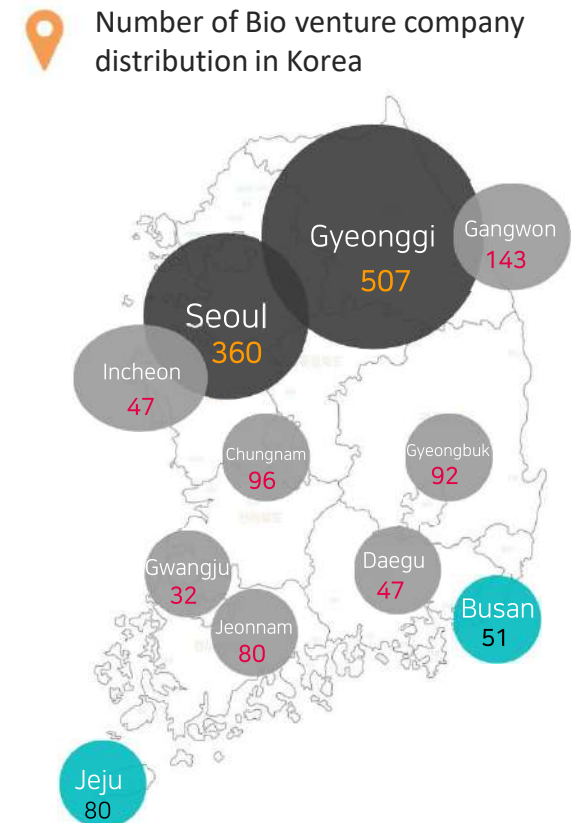 Number of Bio venture company
distribution in Korea
Gyeonggi
507
Gangwon
143
Seoul
360
Incheon
47
Chungnam
96
Gyeongbuk
92
Gwangju
32
Daegu
47
Jeonnam
80
Busan
51
Jeju
80